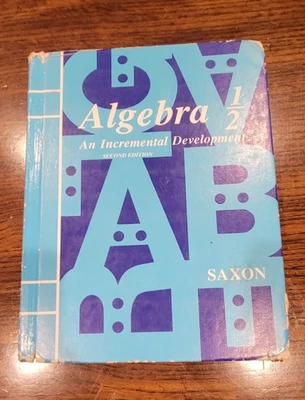 Algebra 1/2
An Incremental Development
SECOND EDITION
SAXON